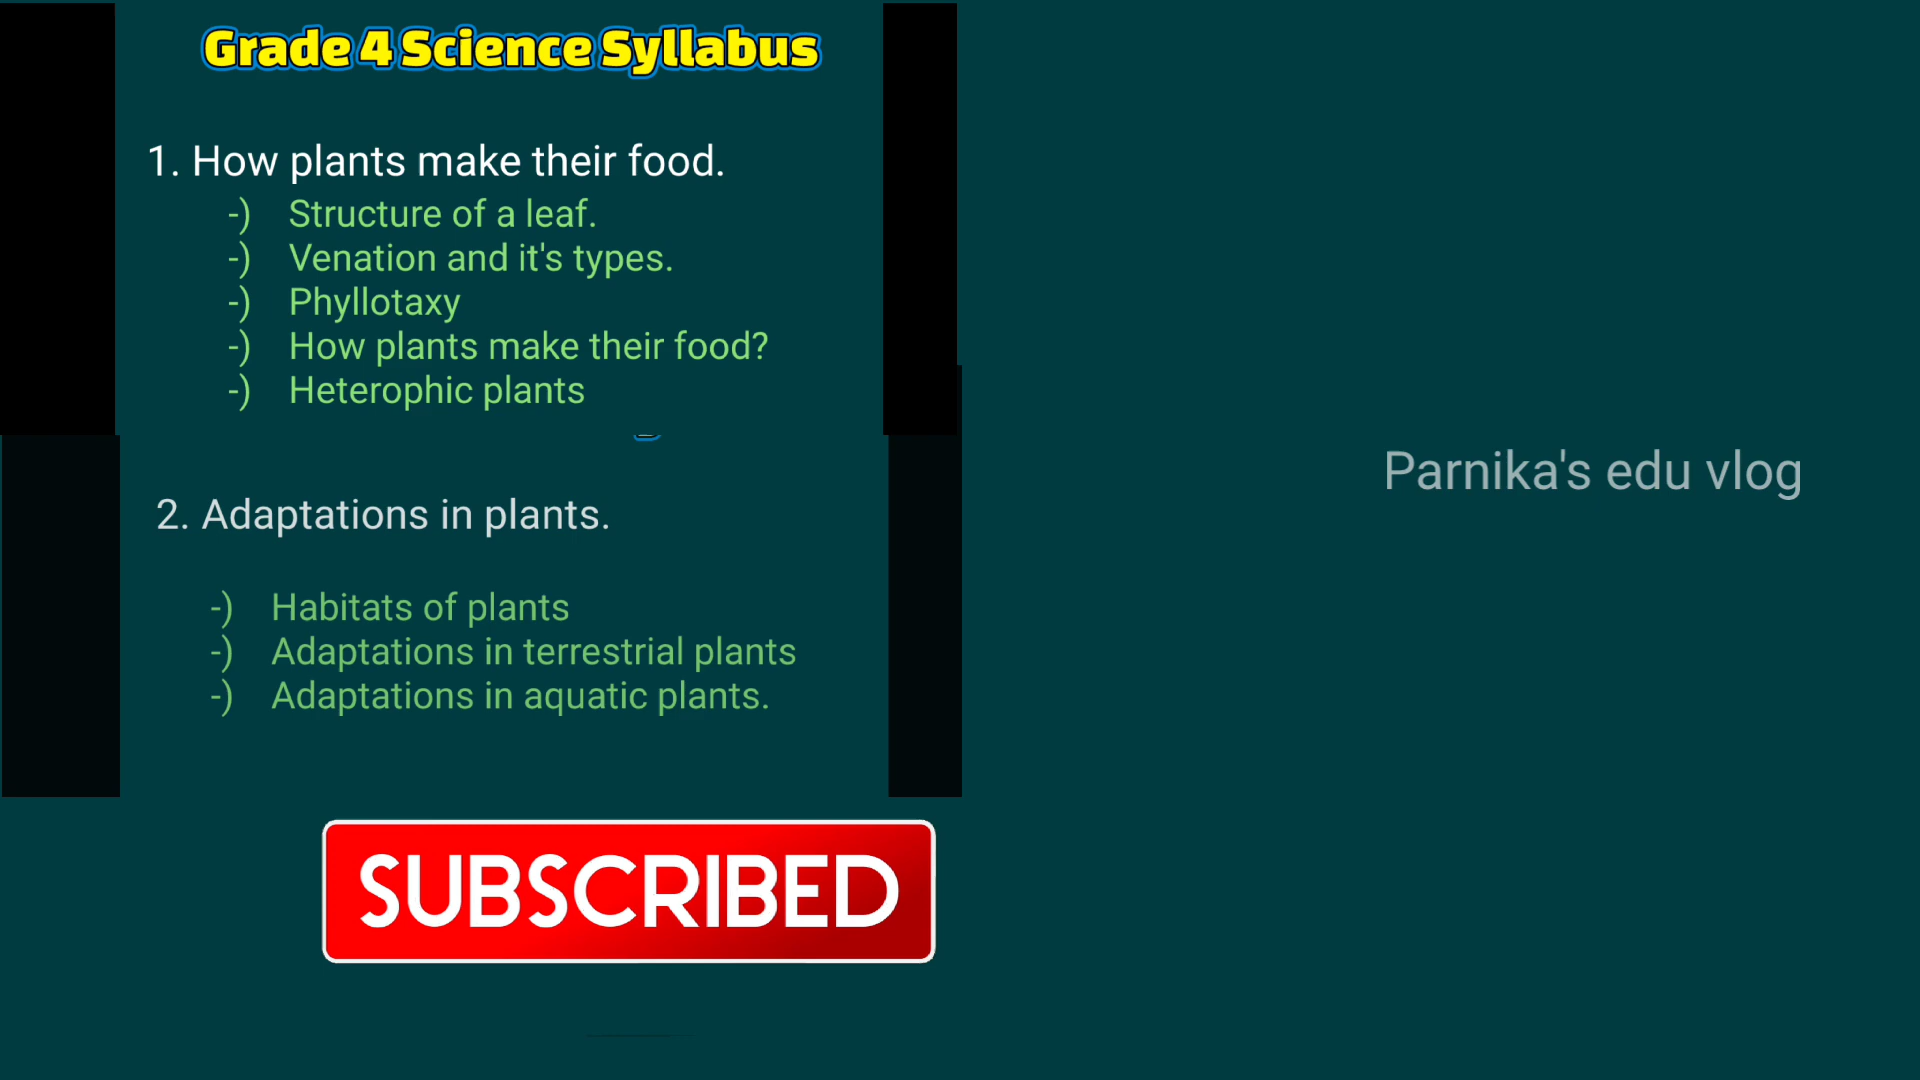 Grade 4 Science Syllabus
1. How plants make their food.
-) Structure of a leaf.
-) Venation and it's types.
-) Phyllotaxy
-) How plants make their food?
-) Heterophic plants
2. Adaptations in plants.
-) Habitats of plants
-) Adaptations in terrestrial plants
-) Adaptations in aquatic plants.
Parnika's edu vlog
SUBSCRIBED